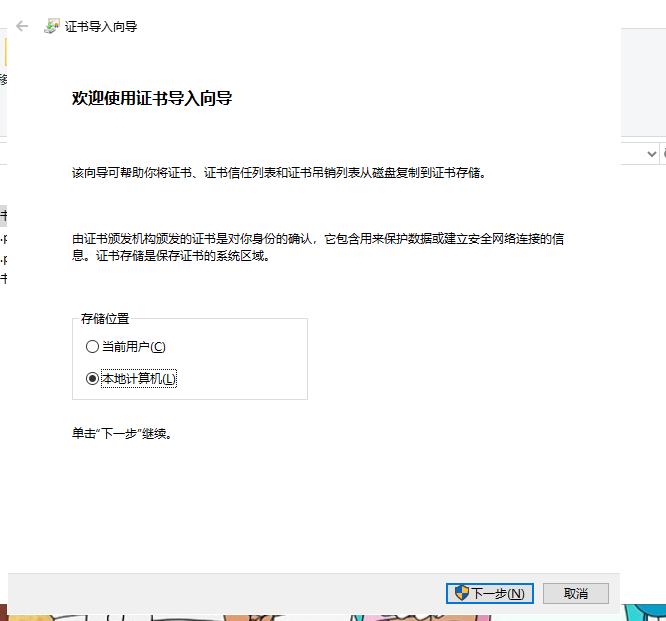 证书导入向导
欢迎使用证书导入向导
该向导可帮助你将证书、证书信任列表和证书吊销列表从磁盘复制到证书存储。
由证书颁发机构颁发的证书是对你身份的确认，它包含用来保护数据或建立安全网络连接的信
息。证书存储是保存证书的系统区域。
存储位置
当前用户(C)
本地计算机(L)
单击“下一步”继续。
下一步(N)
取消